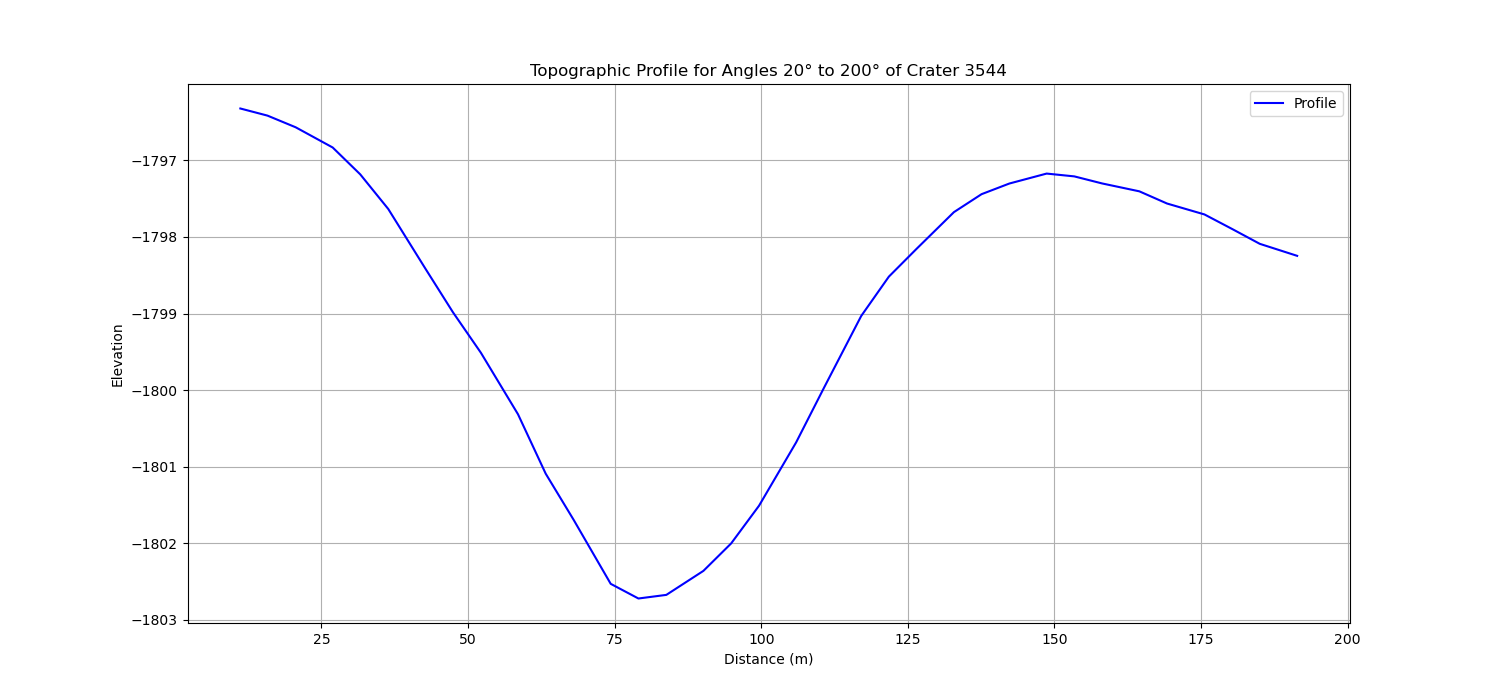 Topographic Profile for Angles 20° to 200° of Crater 3544
Profile
−1797
−1798
−1799
−1800
−1801
−1802
−1803
Elevation
25 50 75 100 125 150 175 200
Distance (m)